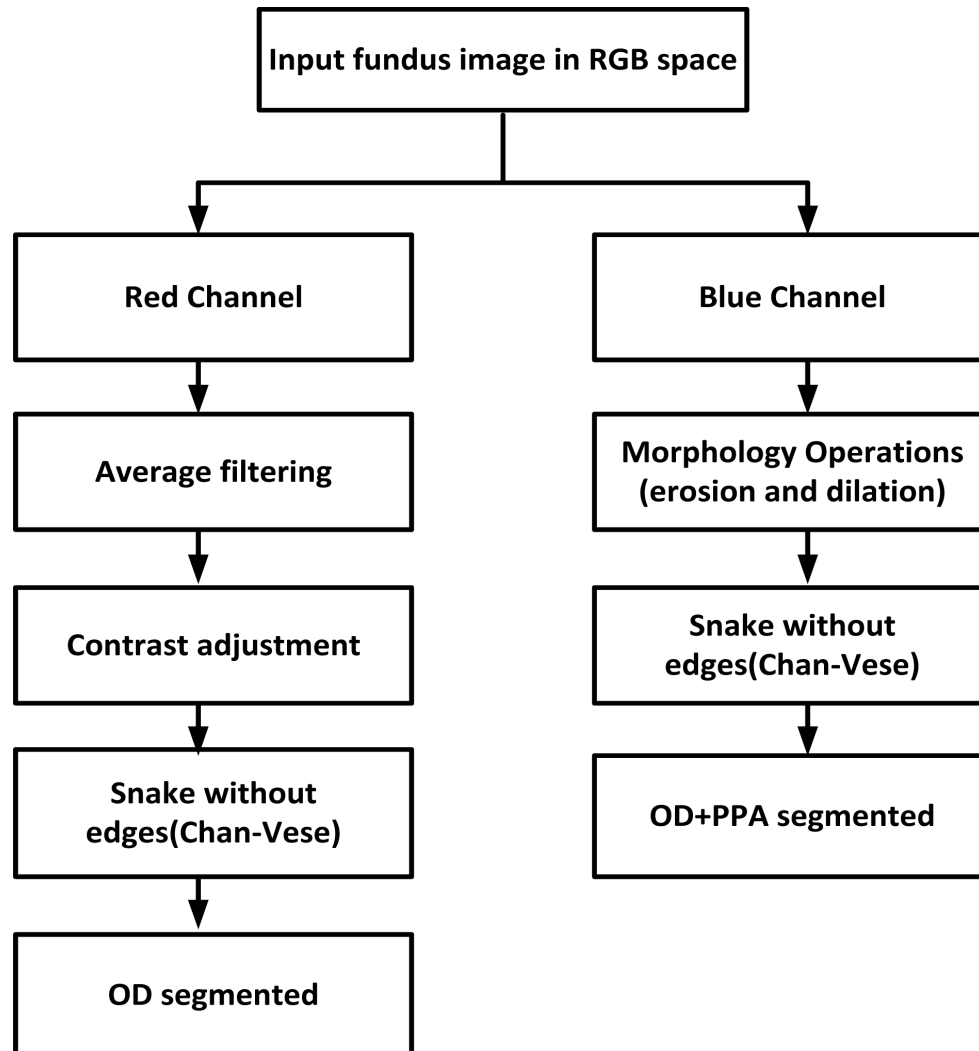 Input fundus image in RGB space
Red Channel
Average filtering
Contrast adjustment
Snake without
edges(Chan-Vese)
OD segmented
Blue Channel
Morphology Operations
(erosion and dilation)
Snake without
edges(Chan-Vese)
OD+PPA segmented